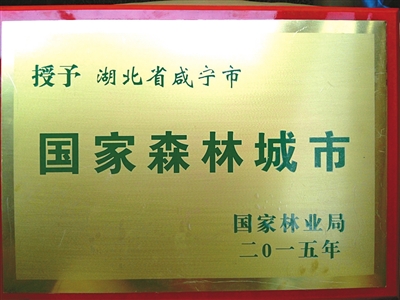 授予 湖北省咸宁市
国家森林城市
国家林业局
二○一五年